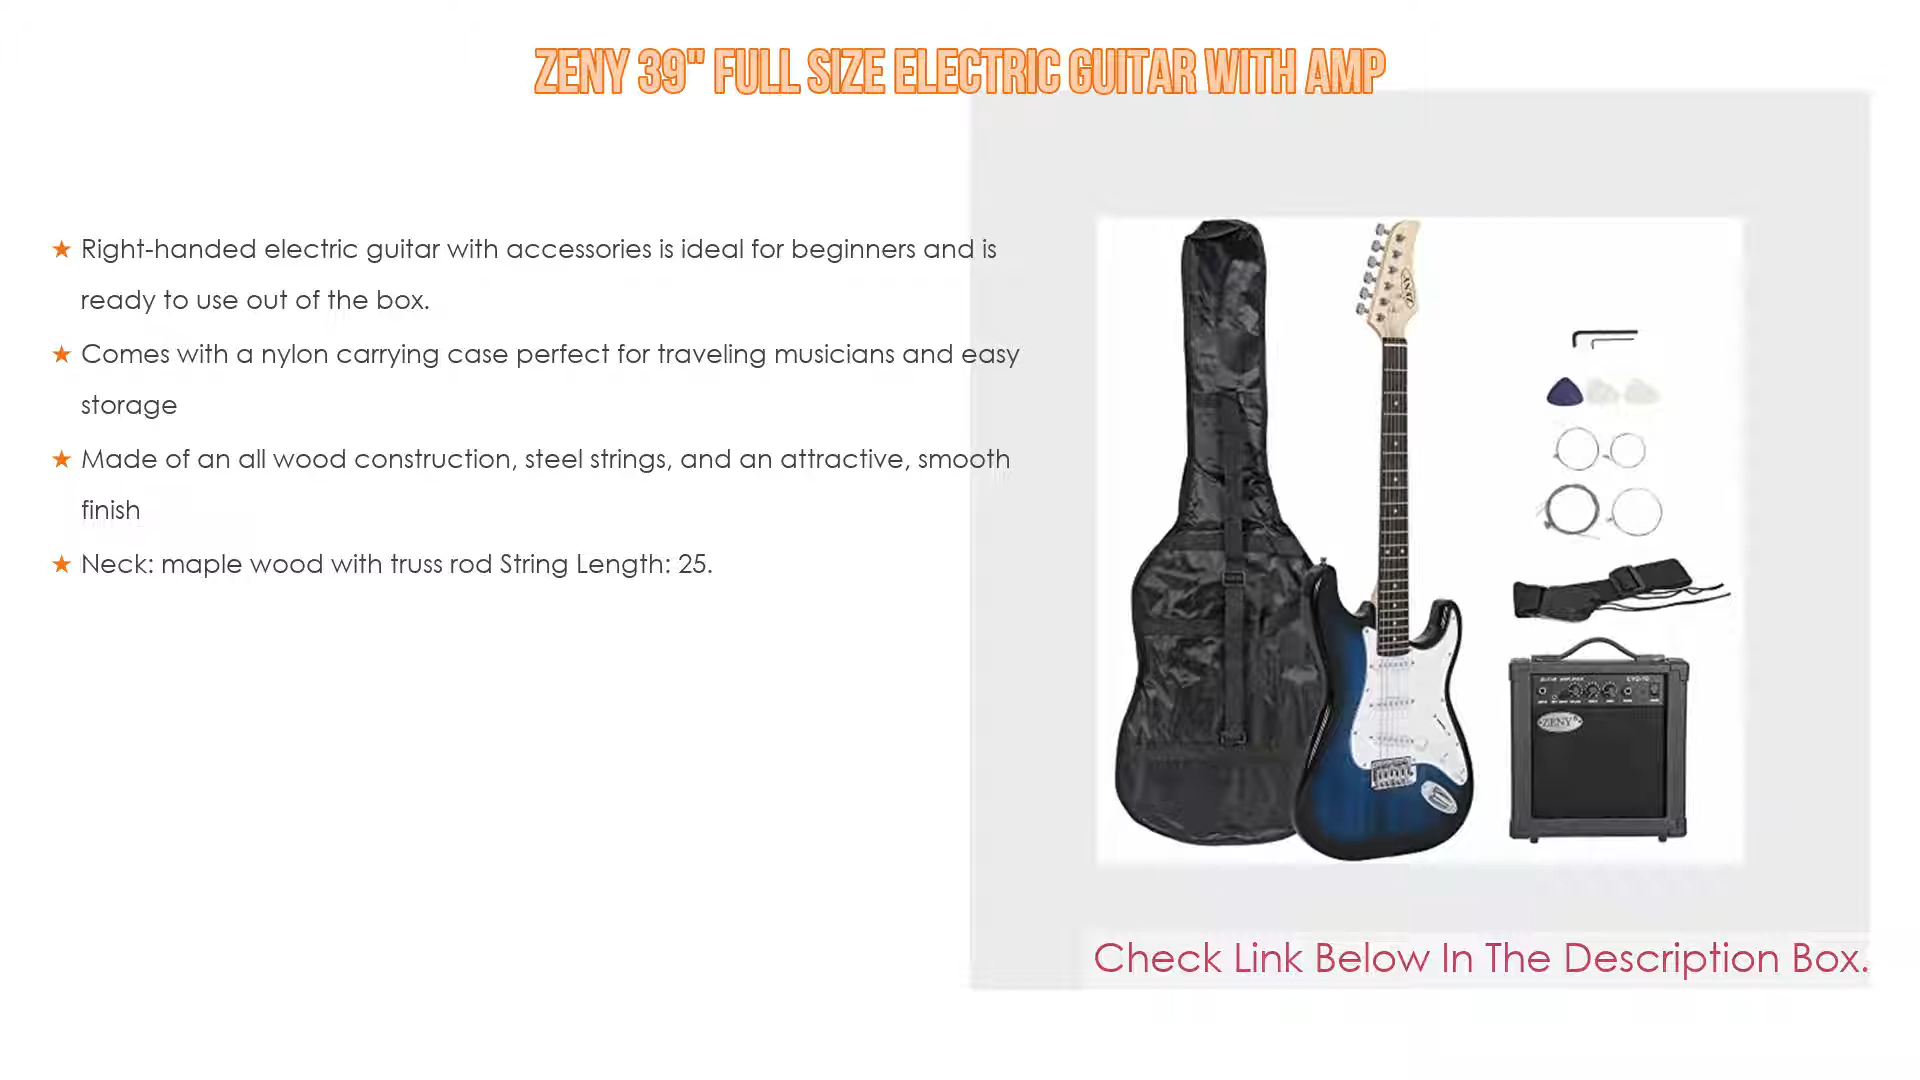 ZENY 39" FULL SIZE ELECTRIC GUITAR WITH AMP
★ Right-handed electric guitar with accessories is ideal for beginners and is
ready to use out of the box.
★ Comes with a nylon carrying case perfect for traveling musicians and easy
storage
★ Made of an all wood construction, steel strings, and an attractive, smooth
finish
★ Neck: maple wood with truss rod String Length: 25.
ZENY
GUITAR AMPLIFIER
ZENY
Check Link Below In The Description Box.